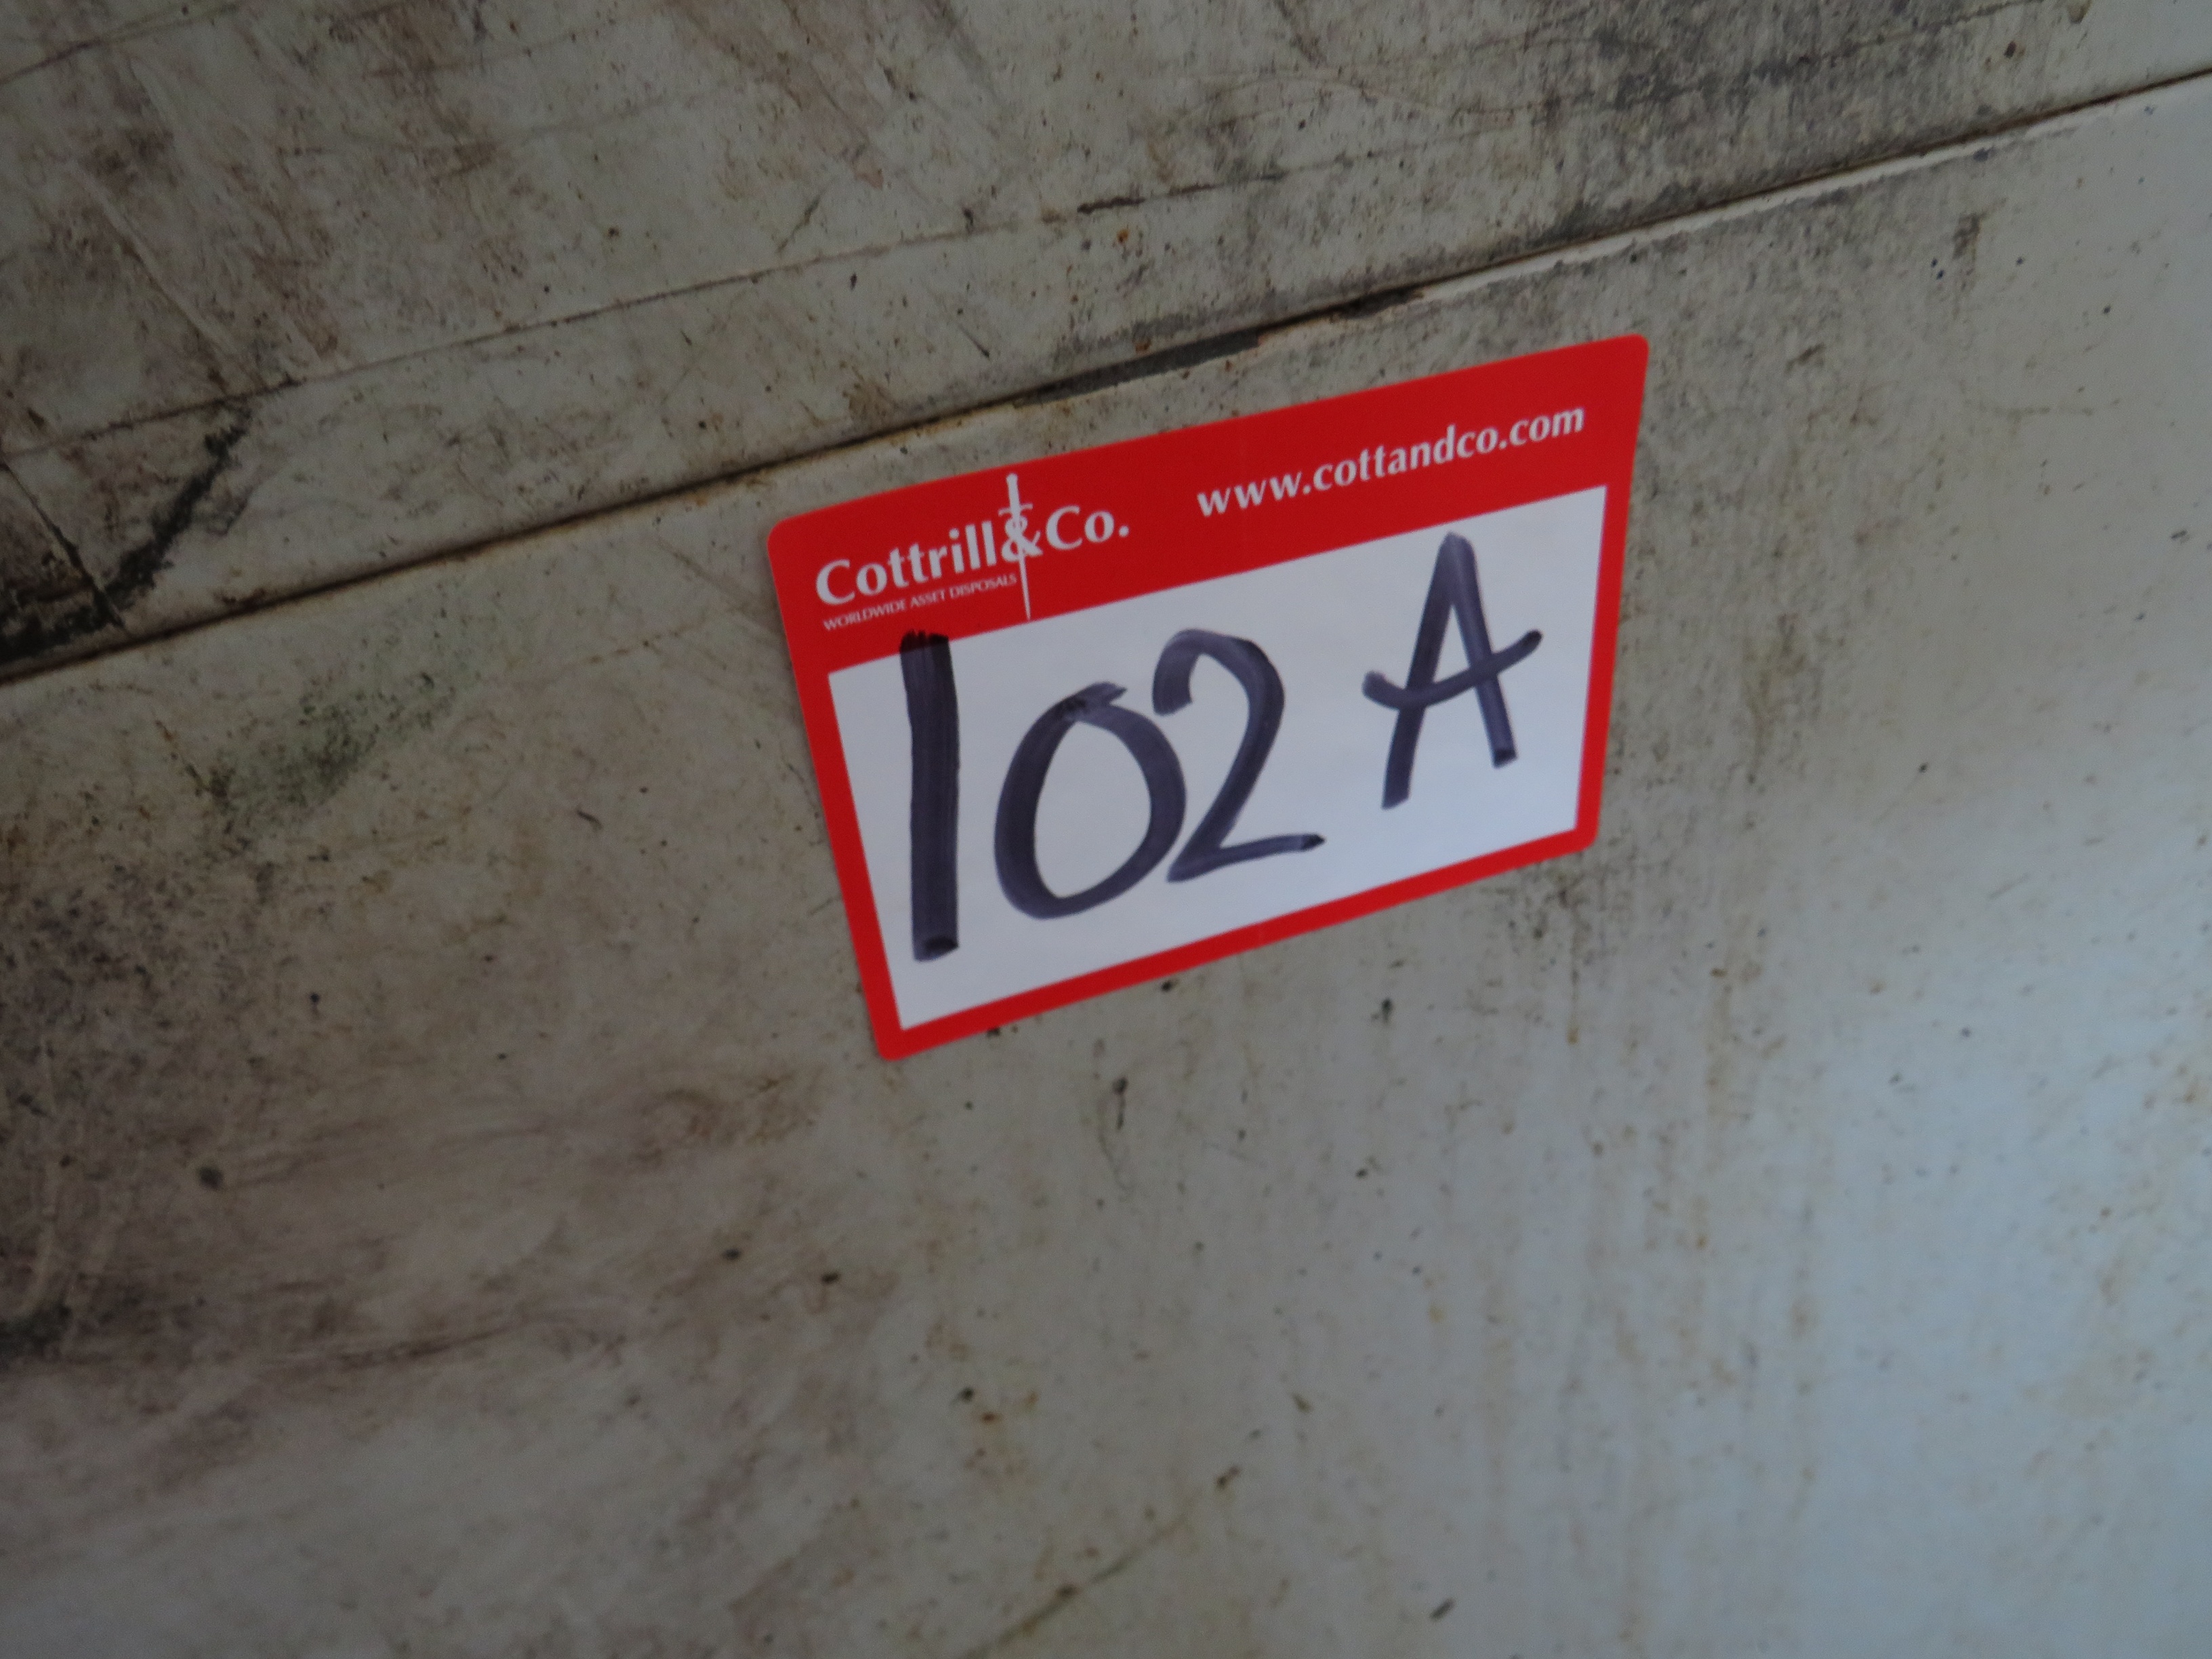 Cottrill&Co. www.cottandco.com
WORLDWIDE ASSET DISPOSALS
102 A